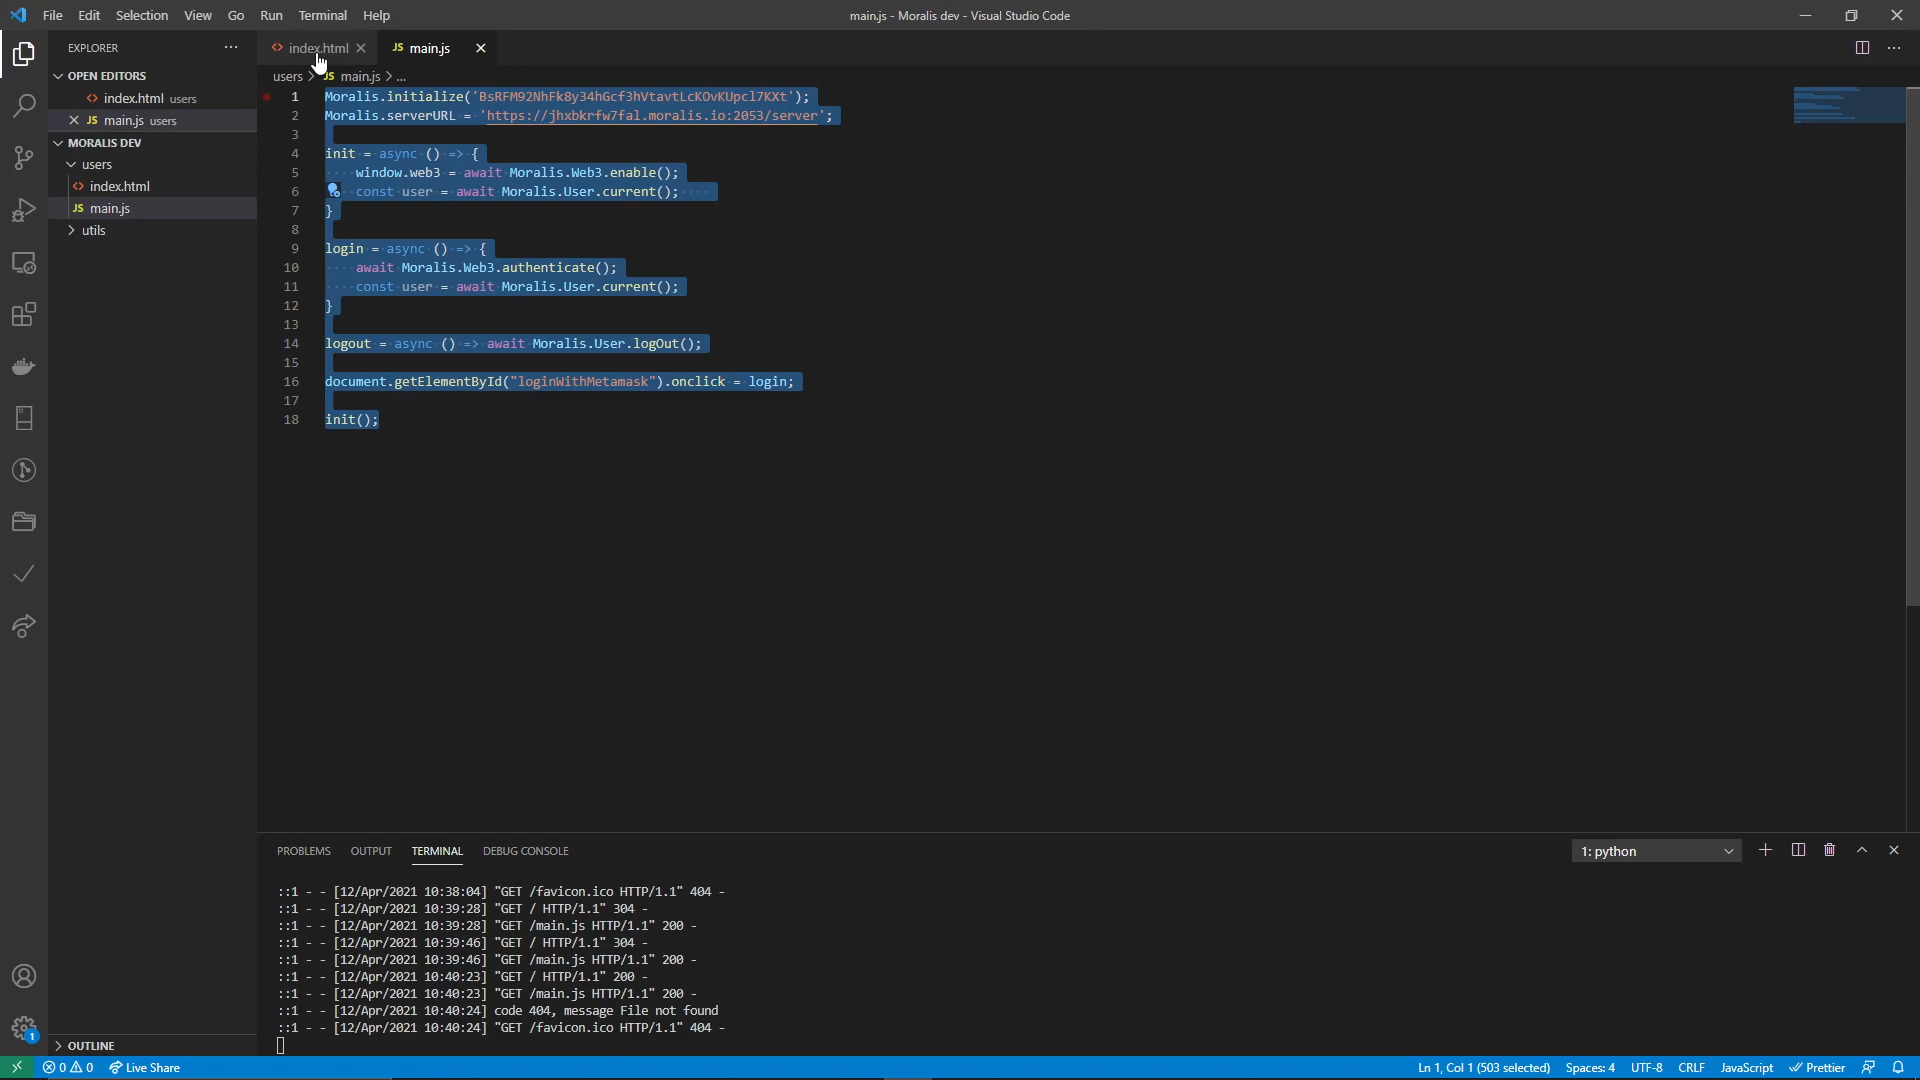 File Edit Selection View Go Run Terminal Help
main.js - Moralis dev - Visual Studio Code
EXPLORER
OPEN EDITORS
index.html users
JS main.js users
MORALIS DEV
users
index.html
JS main.js
utils
OUTLINE
index.html
JS main.js
users > JS main.js > ...
1 Moralis.initialize('BsRFM92NhFk8y34hGcf3hVtavtLcKOvKUpcl7KXt');
2 Moralis.serverURL = 'https://jhxbkrfw7fal.moralis.io:2053/server';
3
4 init = async () => {
5 window.web3 = await Moralis.Web3.enable();
6 const user = await Moralis.User.current();
7 }
8
9 login = async () => {
10 await Moralis.Web3.authenticate();
11 const user = await Moralis.User.current();
12 }
13
14 logout = async () => await Moralis.User.logOut();
15
16 document.getElementById("loginWithMetamask").onclick = login;
17
18 init();
PROBLEMS OUTPUT TERMINAL DEBUG CONSOLE
1: python
::1 - - [12/Apr/2021 10:38:04] "GET /favicon.ico HTTP/1.1" 404 -
::1 - - [12/Apr/2021 10:39:28] "GET / HTTP/1.1" 304 -
::1 - - [12/Apr/2021 10:39:28] "GET /main.js HTTP/1.1" 200 -
::1 - - [12/Apr/2021 10:39:46] "GET / HTTP/1.1" 304 -
::1 - - [12/Apr/2021 10:39:46] "GET /main.js HTTP/1.1" 200 -
::1 - - [12/Apr/2021 10:40:23] "GET / HTTP/1.1" 200 -
::1 - - [12/Apr/2021 10:40:23] "GET /main.js HTTP/1.1" 200 -
::1 - - [12/Apr/2021 10:40:24] code 404, message File not found
::1 - - [12/Apr/2021 10:40:24] "GET /favicon.ico HTTP/1.1" 404 -
1
0 0 Live Share
Ln 1, Col 1 (503 selected) Spaces: 4 UTF-8 CRLF JavaScript Prettier